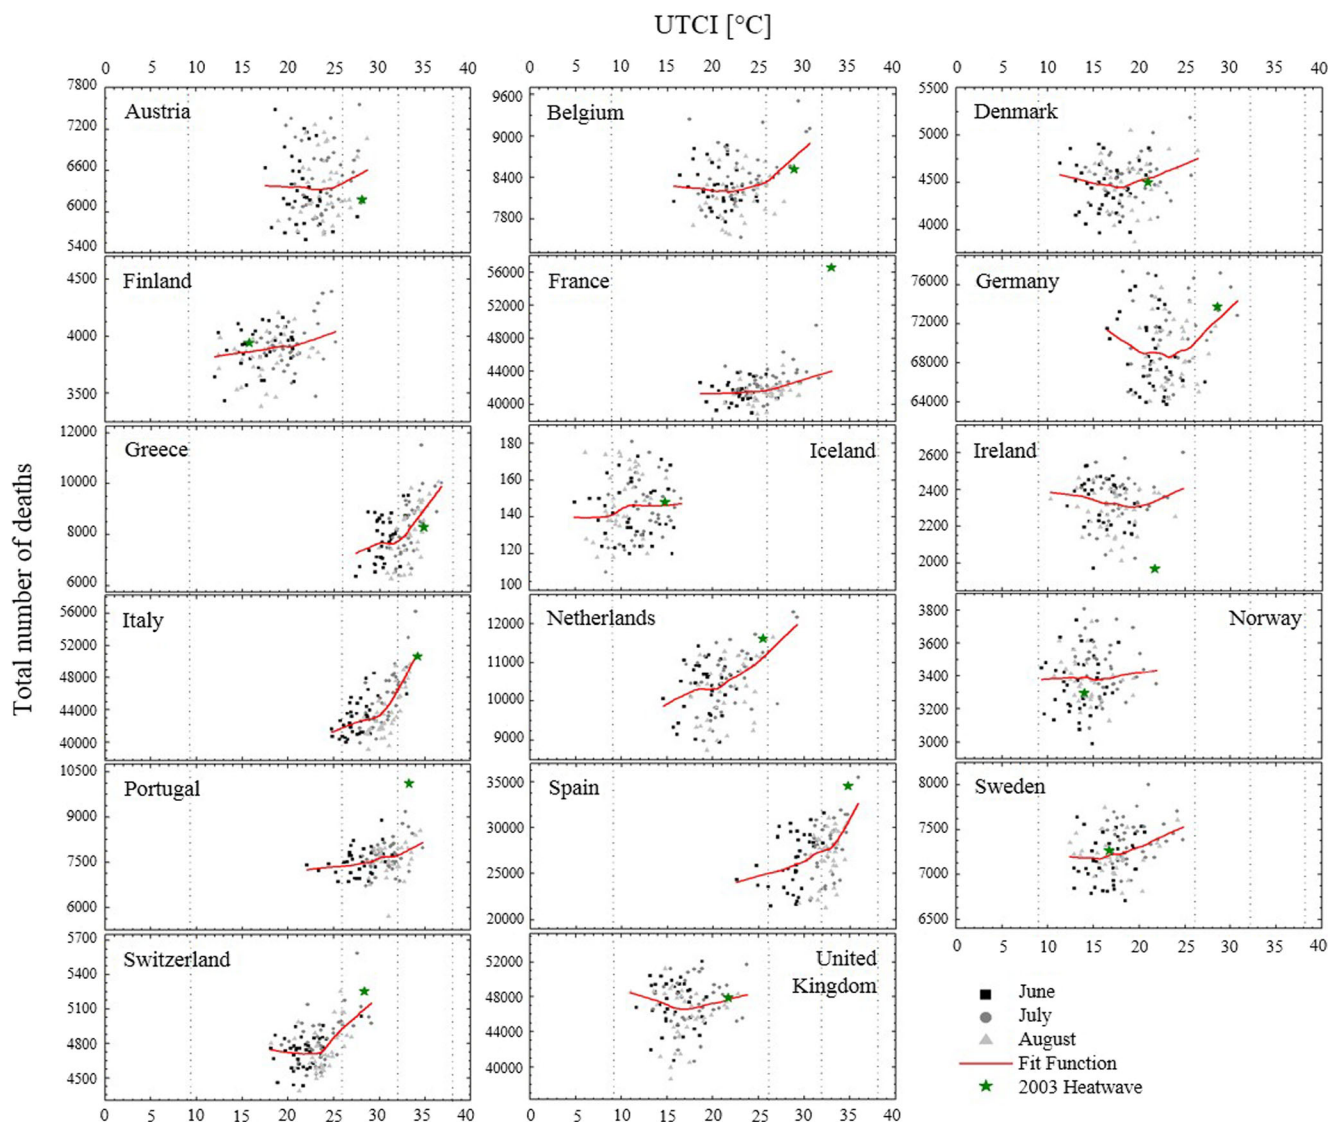 UTCI [°C]
0 5 10 15 20 25 30 35 40
0 5 10 15 20 25 30 35 40
0 5 10 15 20 25 30 35 40
Total number of deaths
Austria
7800
7200
6600
6000
5400
Belgium
9600
9000
8400
7800
Denmark
5500
5000
4500
4000
Finland
4500
4000
3500
France
56000
52000
48000
44000
40000
Germany
76000
72000
68000
64000
Greece
12000
10000
8000
6000
Iceland
180
160
140
120
100
Ireland
2600
2400
2200
2000
Italy
56000
52000
48000
44000
40000
Netherlands
12000
11000
10000
9000
Norway
3800
3600
3400
3200
3000
Portugal
10500
9000
7500
6000
Spain
35000
30000
25000
20000
Sweden
8000
7500
7000
6500
0 5 10 15 20 25 30 35 40
Switzerland
5700
5400
5100
4800
4500
United
Kingdom
52000
48000
44000
40000
June
July
August
Fit Function
2003 Heatwave
0 5 10 15 20 25 30 35 40
0 5 10 15 20 25 30 35 40